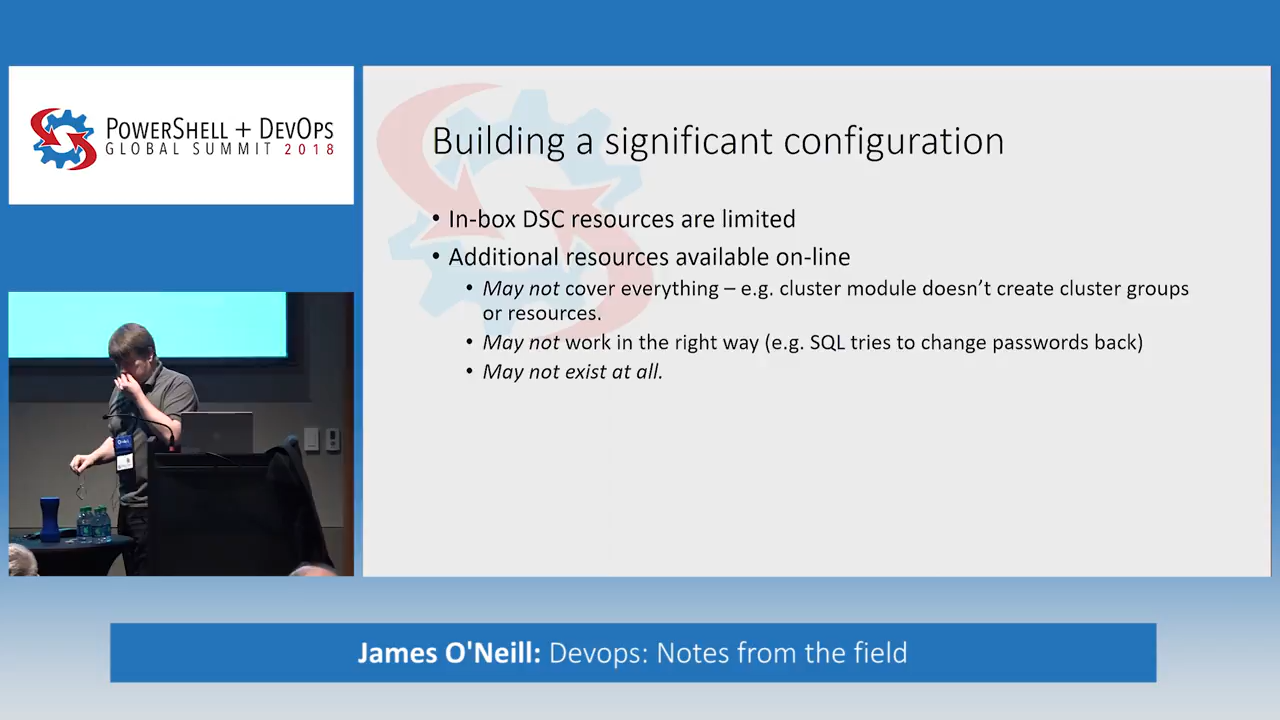 POWERSHELL + DEVOPS
GLOBAL SUMMIT 2018
Building a significant configuration
• In-box DSC resources are limited
• Additional resources available on-line
• May not cover everything – e.g. cluster module doesn't create cluster groups
or resources.
• May not work in the right way (e.g. SQL tries to change passwords back)
• May not exist at all.
James O'Neill: Devops: Notes from the field